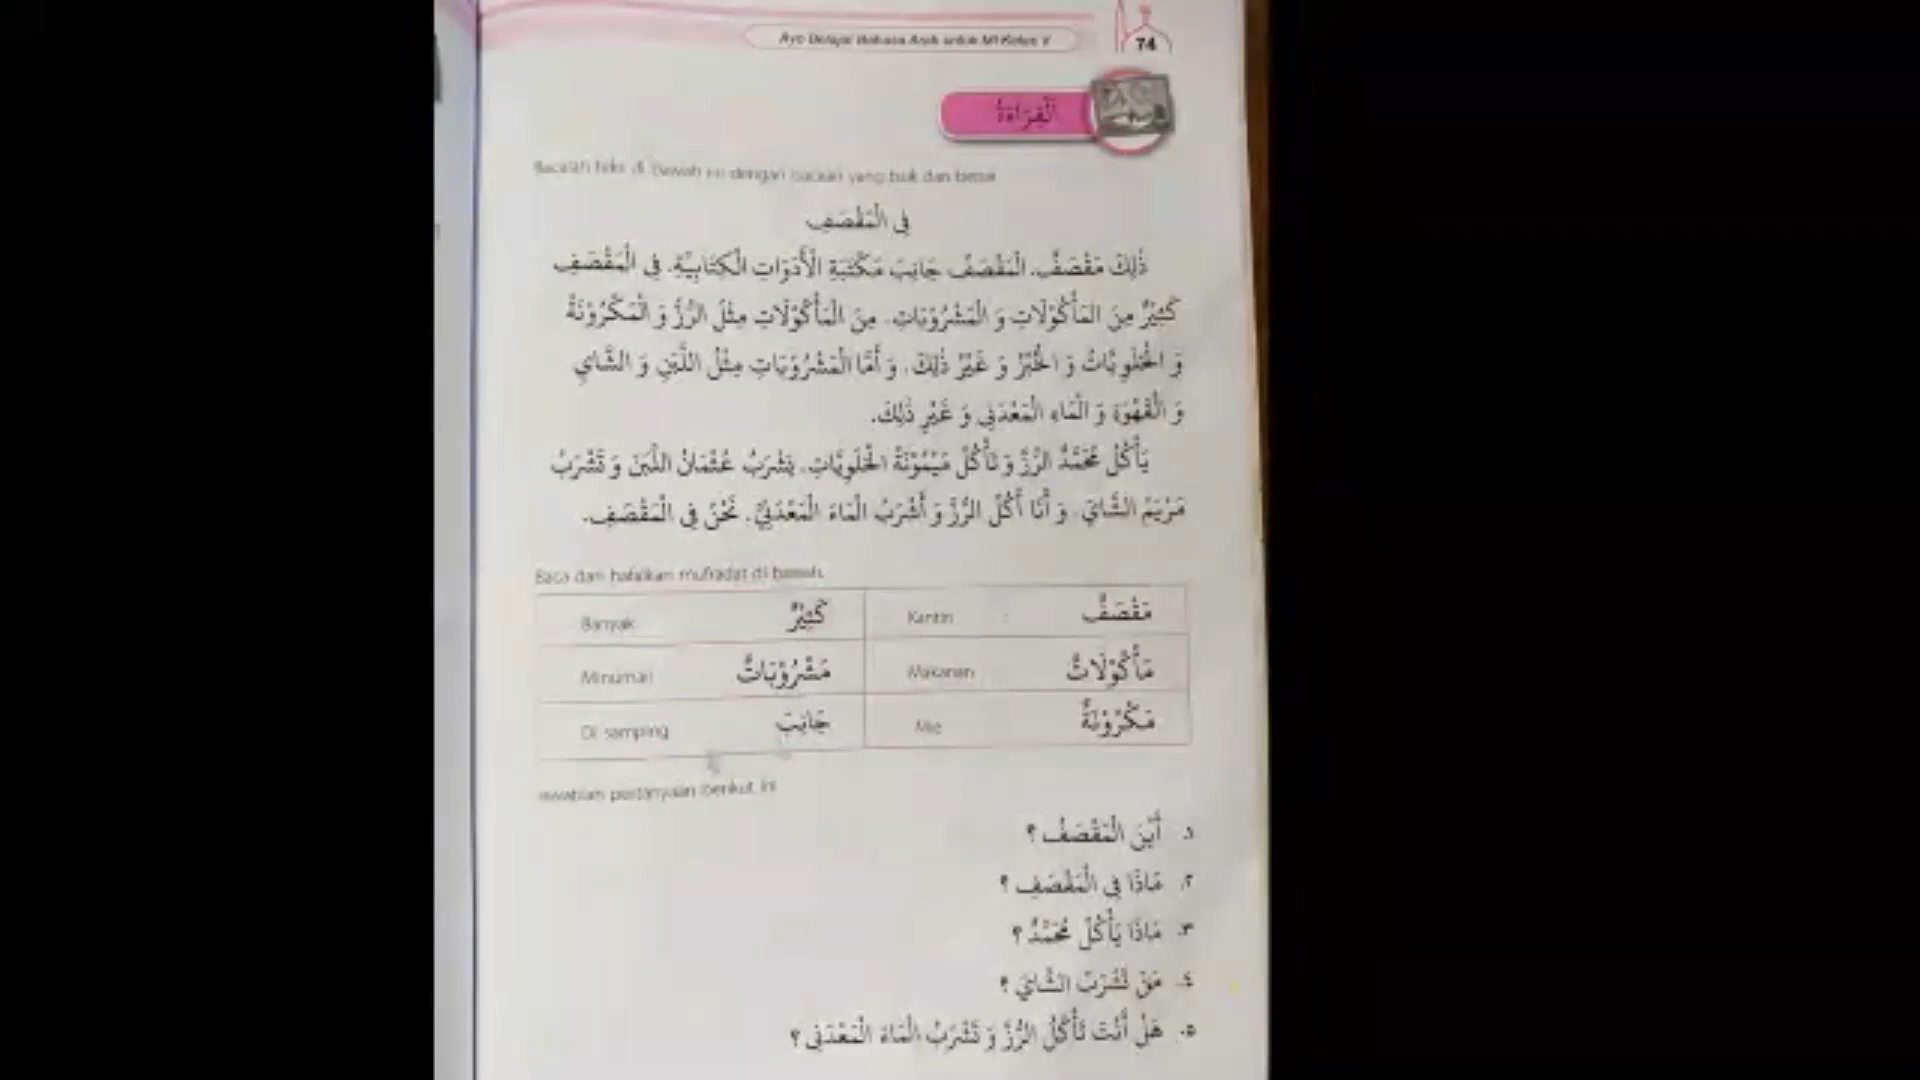 Ayo Belajar Bahasa Arab untuk MI Kelas V
74
اَلْقِرَاءَةُ
Bacalah teks di bawah ini dengan bacaan yang baik dan benar
فِي الْمَقْصَفِ
ذٰلِكَ مَقْصَفٌ. الْمَقْصَفُ جَانِبَ مَكْتَبَةِ الْأَدَوَاتِ الْكِتَابِيَّةِ. فِي الْمَقْصَفِ
كَثِيْرٌ مِنَ المَأْكُوْلَاتِ وَ الْمَشْرُوْبَاتِ. مِنَ الْمَأْكُوْلَاتِ مِثْلُ الرُّزِّ وَ الْمَكْرُوْنَةُ
وَ الْحَلَوِيَّاتُ وَ الْخُبْزُ وَ غَيْرُ ذٰلِكَ. وَ أَمَّا الْمَشْرُوْبَاتِ مِثْلُ اللَّبَنِ وَ الشَّايِ
وَ الْقَهْوَةِ وَ الْمَاءِ الْمَعْدَنِى وَ غَيْرِ ذٰلِكَ.
يَأْكُلُ مُحَمَّدٌ الرُّزَّ وَ تَأْكُلُ مَيْمُوْنَةُ الْحَلَوِيَّاتِ. يَشْرَبُ عُثْمَانُ اللَّبَنَ وَ تَشْرَبُ
مَرْيَمُ الشَّايَ. وَ أَنَا أَكُلُ الرُّزَّ وَ أَشْرَبُ الْمَاءَ الْمَعْدَنِيَّ. نَحْنُ فِي الْمَقْصَفِ.
Baca dan hafalkan mufradat di bawah.
مَقْصَفٌ Kantin كَثِيْرٌ Banyak
مَأْكُوْلَاتٌ Makanan مَشْرُوْبَاتٌ Minuman
مَكْرُوْنَةٌ Mie جَانِبَ Di samping
Jawablah pertanyaan berikut ini
١. أَيْنَ الْمَقْصَفُ ؟
٢. مَاذَا فِي الْمَقْصَفِ ؟
٣. مَاذَا يَأْكُلُ مُحَمَّدٌ ؟
٤. مَنْ تَشْرَبُ الشَّايَ ؟
٥. هَلْ أَنْتَ تَأْكُلُ الرُّزَّ وَ تَشْرَبُ الْمَاءَ الْمَعْدَنِى ؟